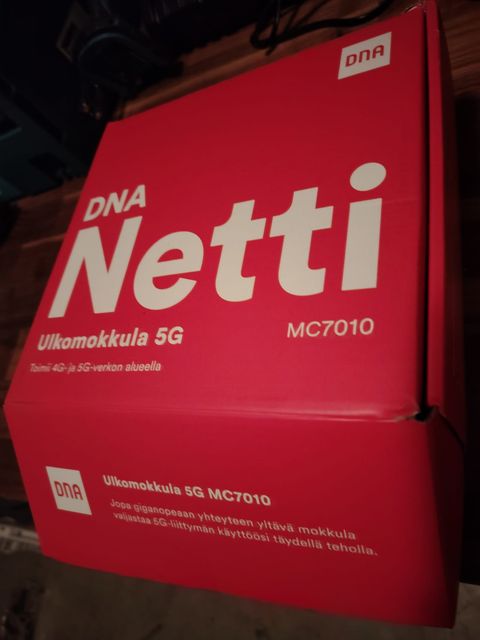 DNA
DNA
Netti
Ulkomokkula 5G
MC7010
Toimii 4G- ja 5G-verkon alueella
DNA
Ulkomokkula 5G MC7010
Jopa giganopeaan yhteyteen yltävä mokkula
valjastaa 5G-liittymän käyttöösi täydellä teholla.